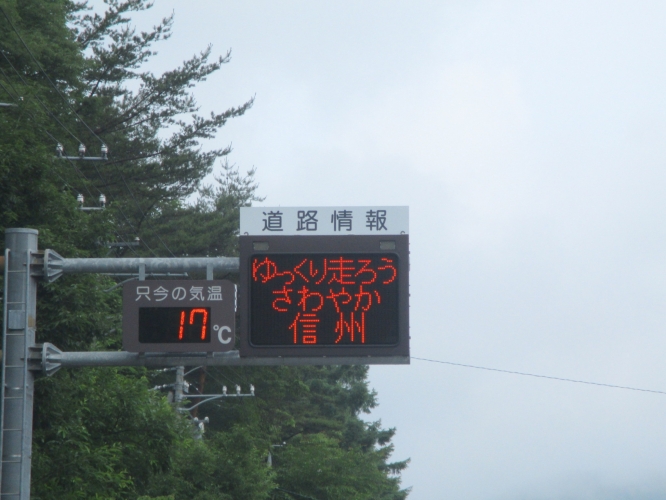 道路情報
ゆっくり走ろう
さわやか
信州
只今の気温
17℃